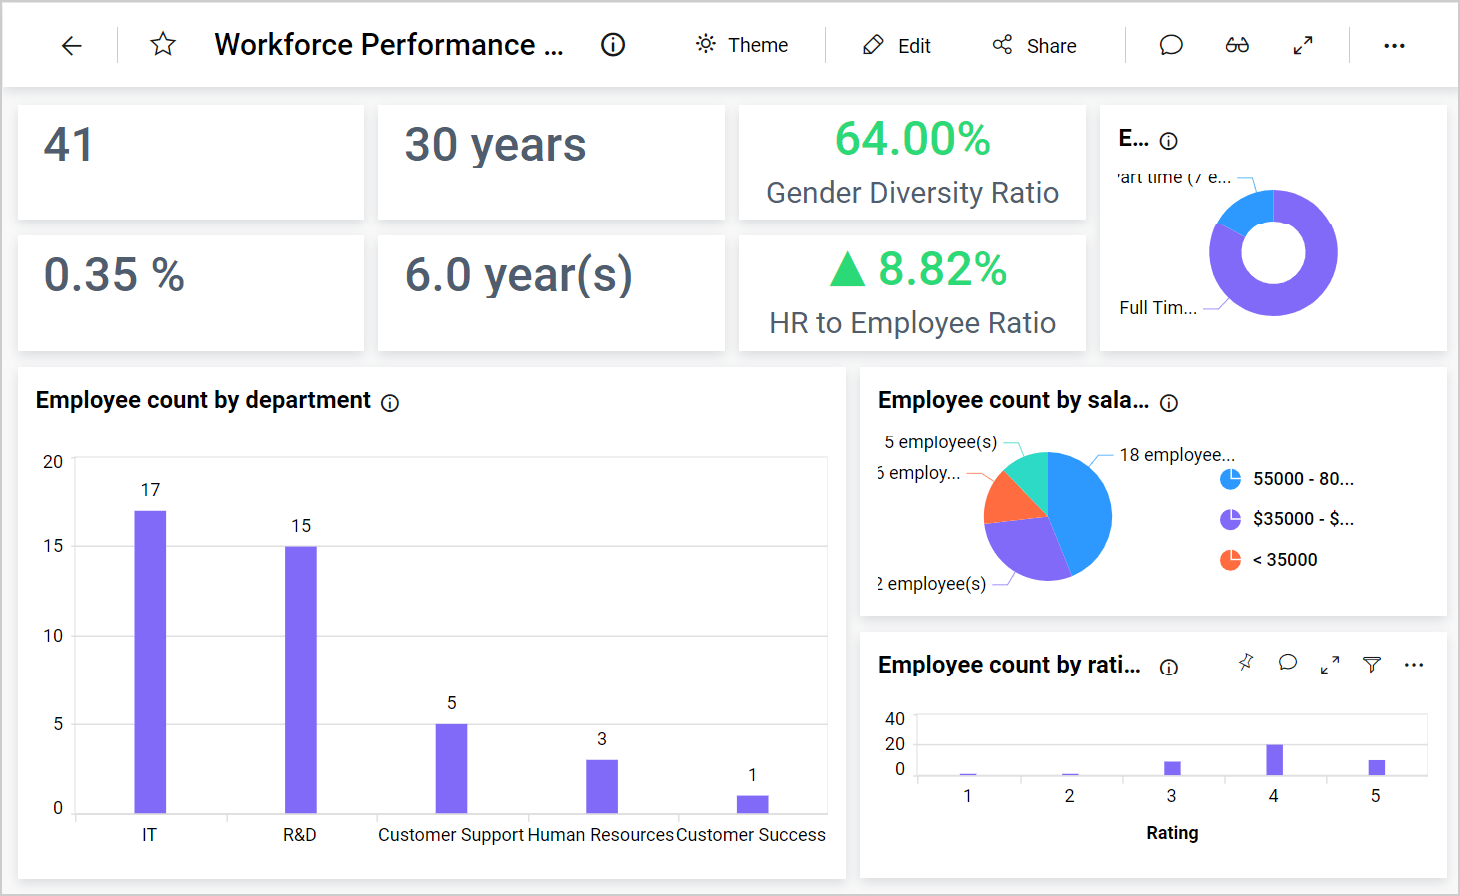 Workforce Performance ...
Theme
Edit
Share
41
30 years
64.00%
Gender Diversity Ratio
0.35 %
6.0 year(s)
8.82%
HR to Employee Ratio
E...
art time (7 e...
Full Tim...
Employee count by department
20
15
10
5
0
17
15
5
3
1
IT
R&D
Customer Support
Human Resources
Customer Success
Employee count by sala...
5 employee(s)
6 employ...
18 employee...
2 employee(s)
55000 - 80...
$35000 - $...
< 35000
Employee count by rati...
40
20
0
1
2
3
4
5
Rating